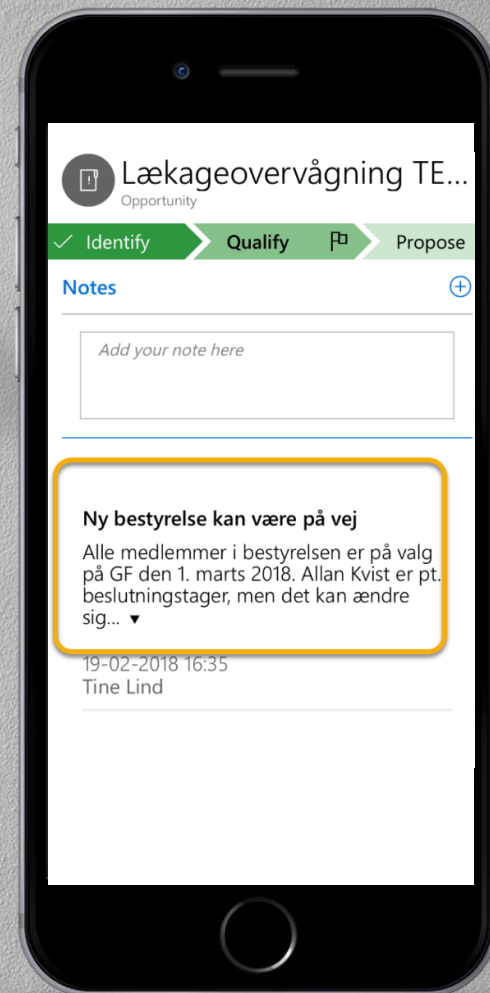 Lækageovervågning TE...
Opportunity
Identify
Qualify
Propose
Notes
Add your note here
Ny bestyrelse kan være på vej
Alle medlemmer i bestyrelsen er på valg
på GF den 1. marts 2018. Allan Kvist er pt.
beslutningstager, men det kan ændre
sig...
19-02-2018 16:35
Tine Lind